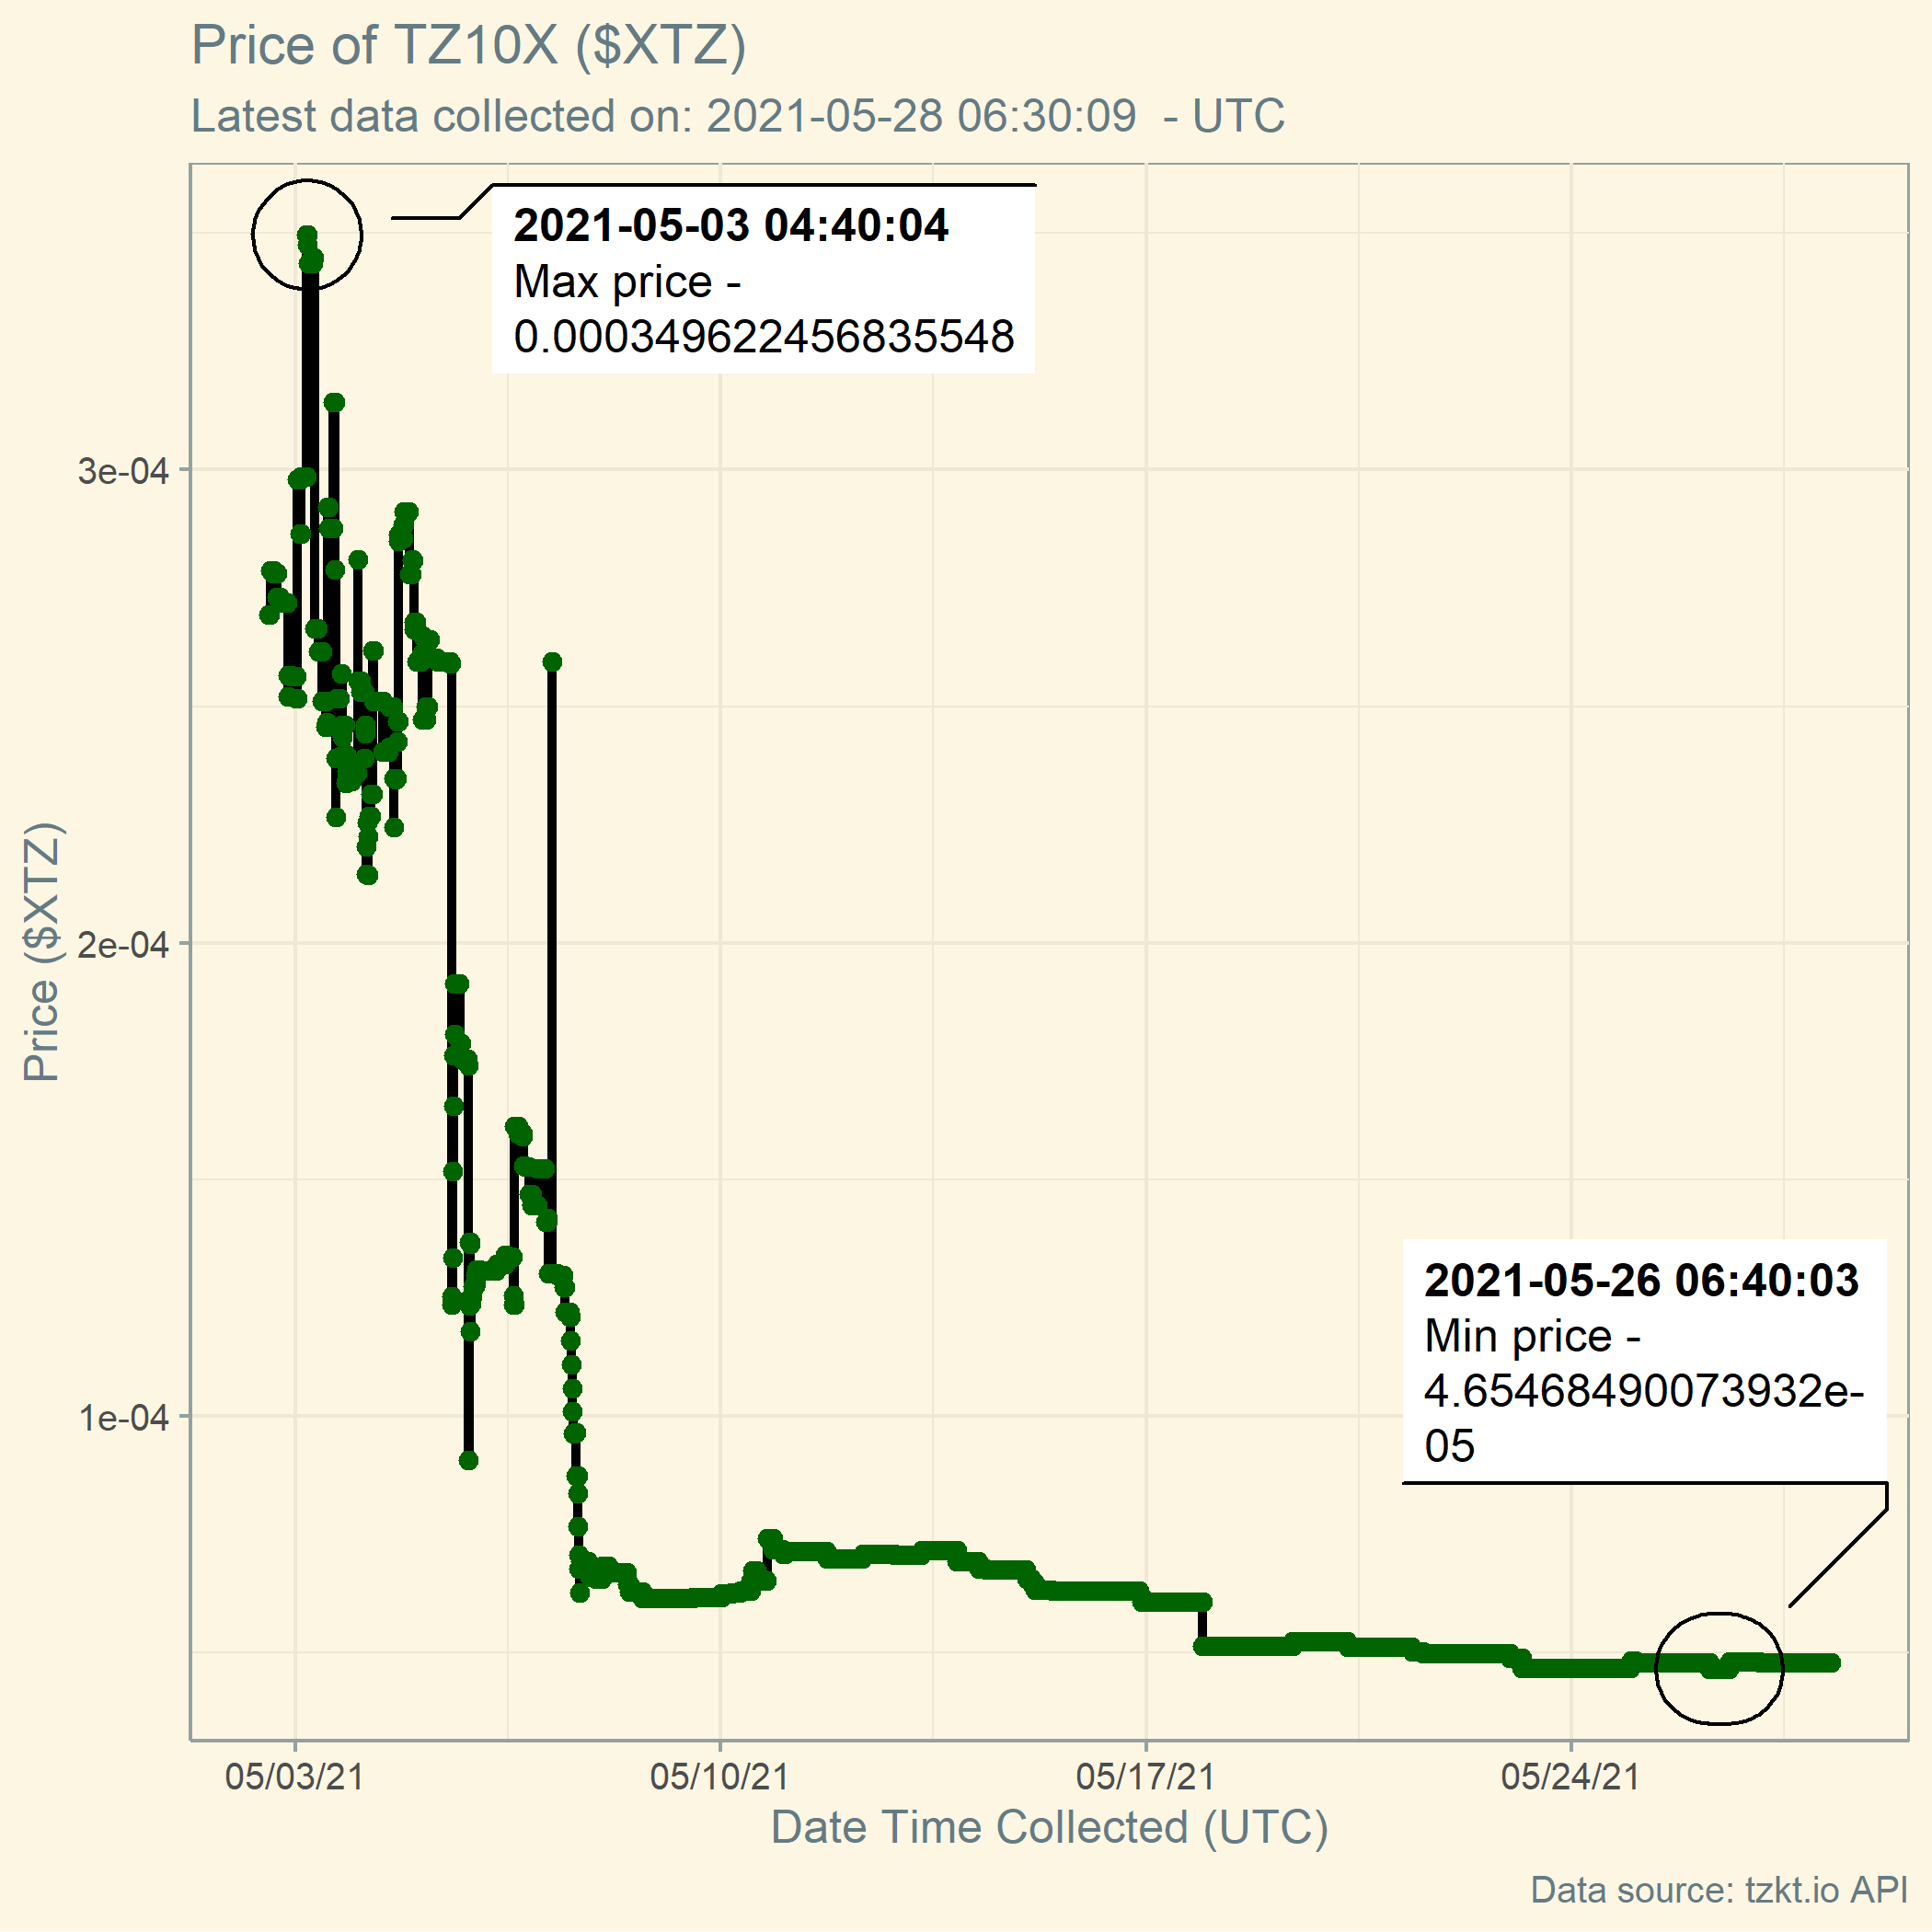 Price of TZ10X ($XTZ)
Latest data collected on: 2021-05-28 06:30:09  - UTC
2021-05-03 04:40:04
Max price -
0.000349622456835548
3e-04
2e-04
1e-04
Price ($XTZ)
2021-05-26 06:40:03
Min price -
4.65468490073932e-
05
05/03/21
05/10/21
05/17/21
05/24/21
Date Time Collected (UTC)
Data source: tzkt.io API